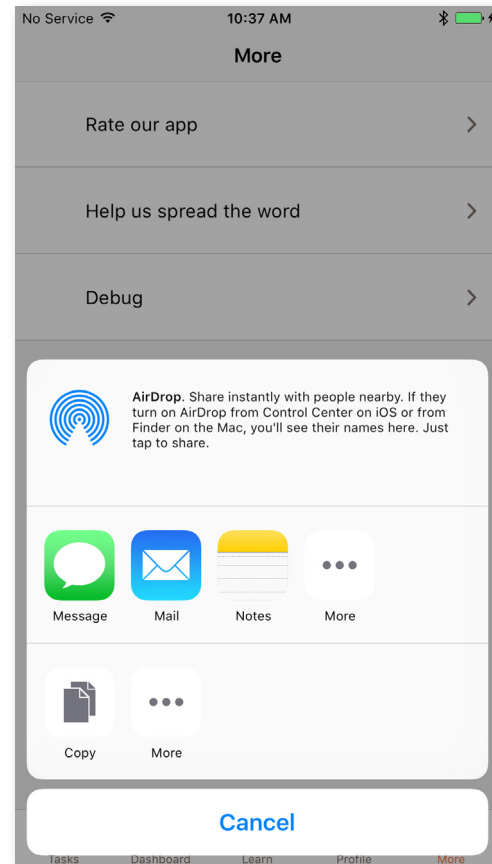 No Service 10:37 AM
More
Rate our app
Help us spread the word
Debug
AirDrop. Share instantly with people nearby. If they
turn on AirDrop from Control Center on iOS or from
Finder on the Mac, you'll see their names here. Just
tap to share.
Message Mail Notes More
Copy More
Cancel
Tasks Dashboard Learn Profile More